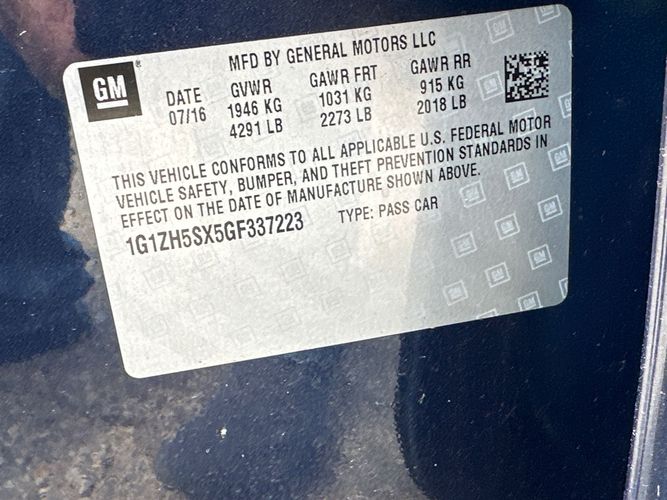 GM
MFD BY GENERAL MOTORS LLC
DATE GVWR GAWR FRT GAWR RR
07/16 1946 KG 1031 KG 915 KG
4291 LB 2273 LB 2018 LB
THIS VEHICLE CONFORMS TO ALL APPLICABLE U.S. FEDERAL MOTOR
VEHICLE SAFETY, BUMPER, AND THEFT PREVENTION STANDARDS IN
EFFECT ON THE DATE OF MANUFACTURE SHOWN ABOVE.
1G1ZH5SX5GF337223 TYPE: PASS CAR